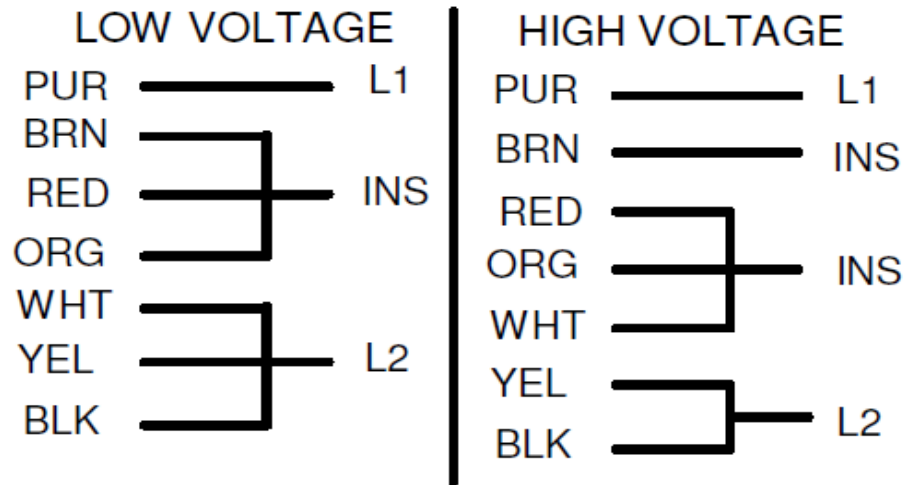 LOW VOLTAGE
PUR L1
BRN
RED INS
ORG
WHT
YEL L2
BLK
HIGH VOLTAGE
PUR L1
BRN INS
RED
ORG INS
WHT
YEL
BLK L2